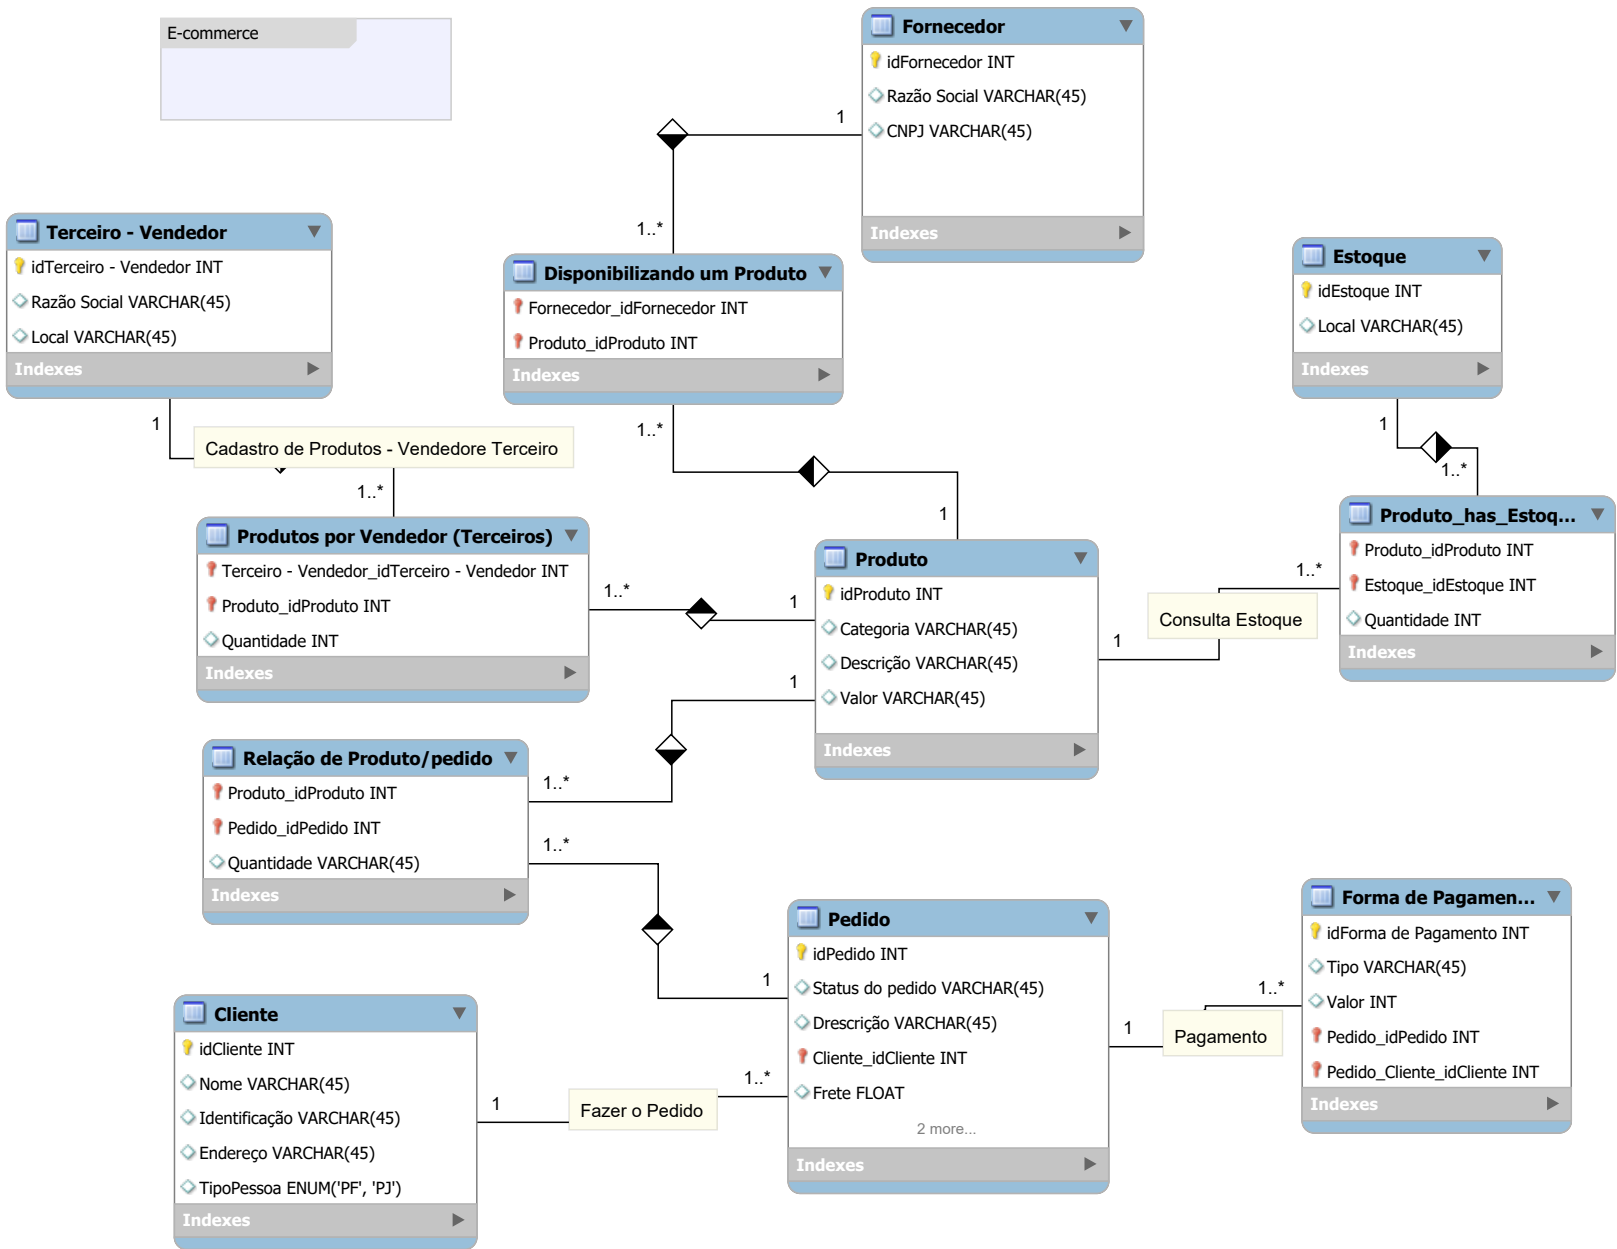 E-commerce
Fornecedor
idFornecedor INT
Razão Social VARCHAR(45)
CNPJ VARCHAR(45)
Indexes
1
1..*
Terceiro - Vendedor
idTerceiro - Vendedor INT
Razão Social VARCHAR(45)
Local VARCHAR(45)
Indexes
1
Disponibilizando um Produto
Fornecedor_idFornecedor INT
Produto_idProduto INT
Indexes
1..*
1
Estoque
idEstoque INT
Local VARCHAR(45)
Indexes
1
1..*
Cadastro de Produtos - Vendedore Terceiro
1..*
Produtos por Vendedor (Terceiros)
Terceiro - Vendedor_idTerceiro - Vendedor INT
Produto_idProduto INT
Quantidade INT
Indexes
1..*
1
Produto
idProduto INT
Categoria VARCHAR(45)
Descrição VARCHAR(45)
Valor VARCHAR(45)
Indexes
1
Consulta Estoque
1..*
Produto_has_Estoq...
Produto_idProduto INT
Estoque_idEstoque INT
Quantidade INT
Indexes
1
Relação de Produto/pedido
Produto_idProduto INT
Pedido_idPedido INT
Quantidade VARCHAR(45)
Indexes
1..*
1..*
1
Pedido
idPedido INT
Status do pedido VARCHAR(45)
Drescrição VARCHAR(45)
Cliente_idCliente INT
Frete FLOAT
2 more...
Indexes
1
Pagamento
1..*
Forma de Pagamen...
idForma de Pagamento INT
Tipo VARCHAR(45)
Valor INT
Pedido_idPedido INT
Pedido_Cliente_idCliente INT
Indexes
Cliente
idCliente INT
Nome VARCHAR(45)
Identificação VARCHAR(45)
Endereço VARCHAR(45)
TipoPessoa ENUM('PF', 'PJ')
Indexes
1
Fazer o Pedido
1..*